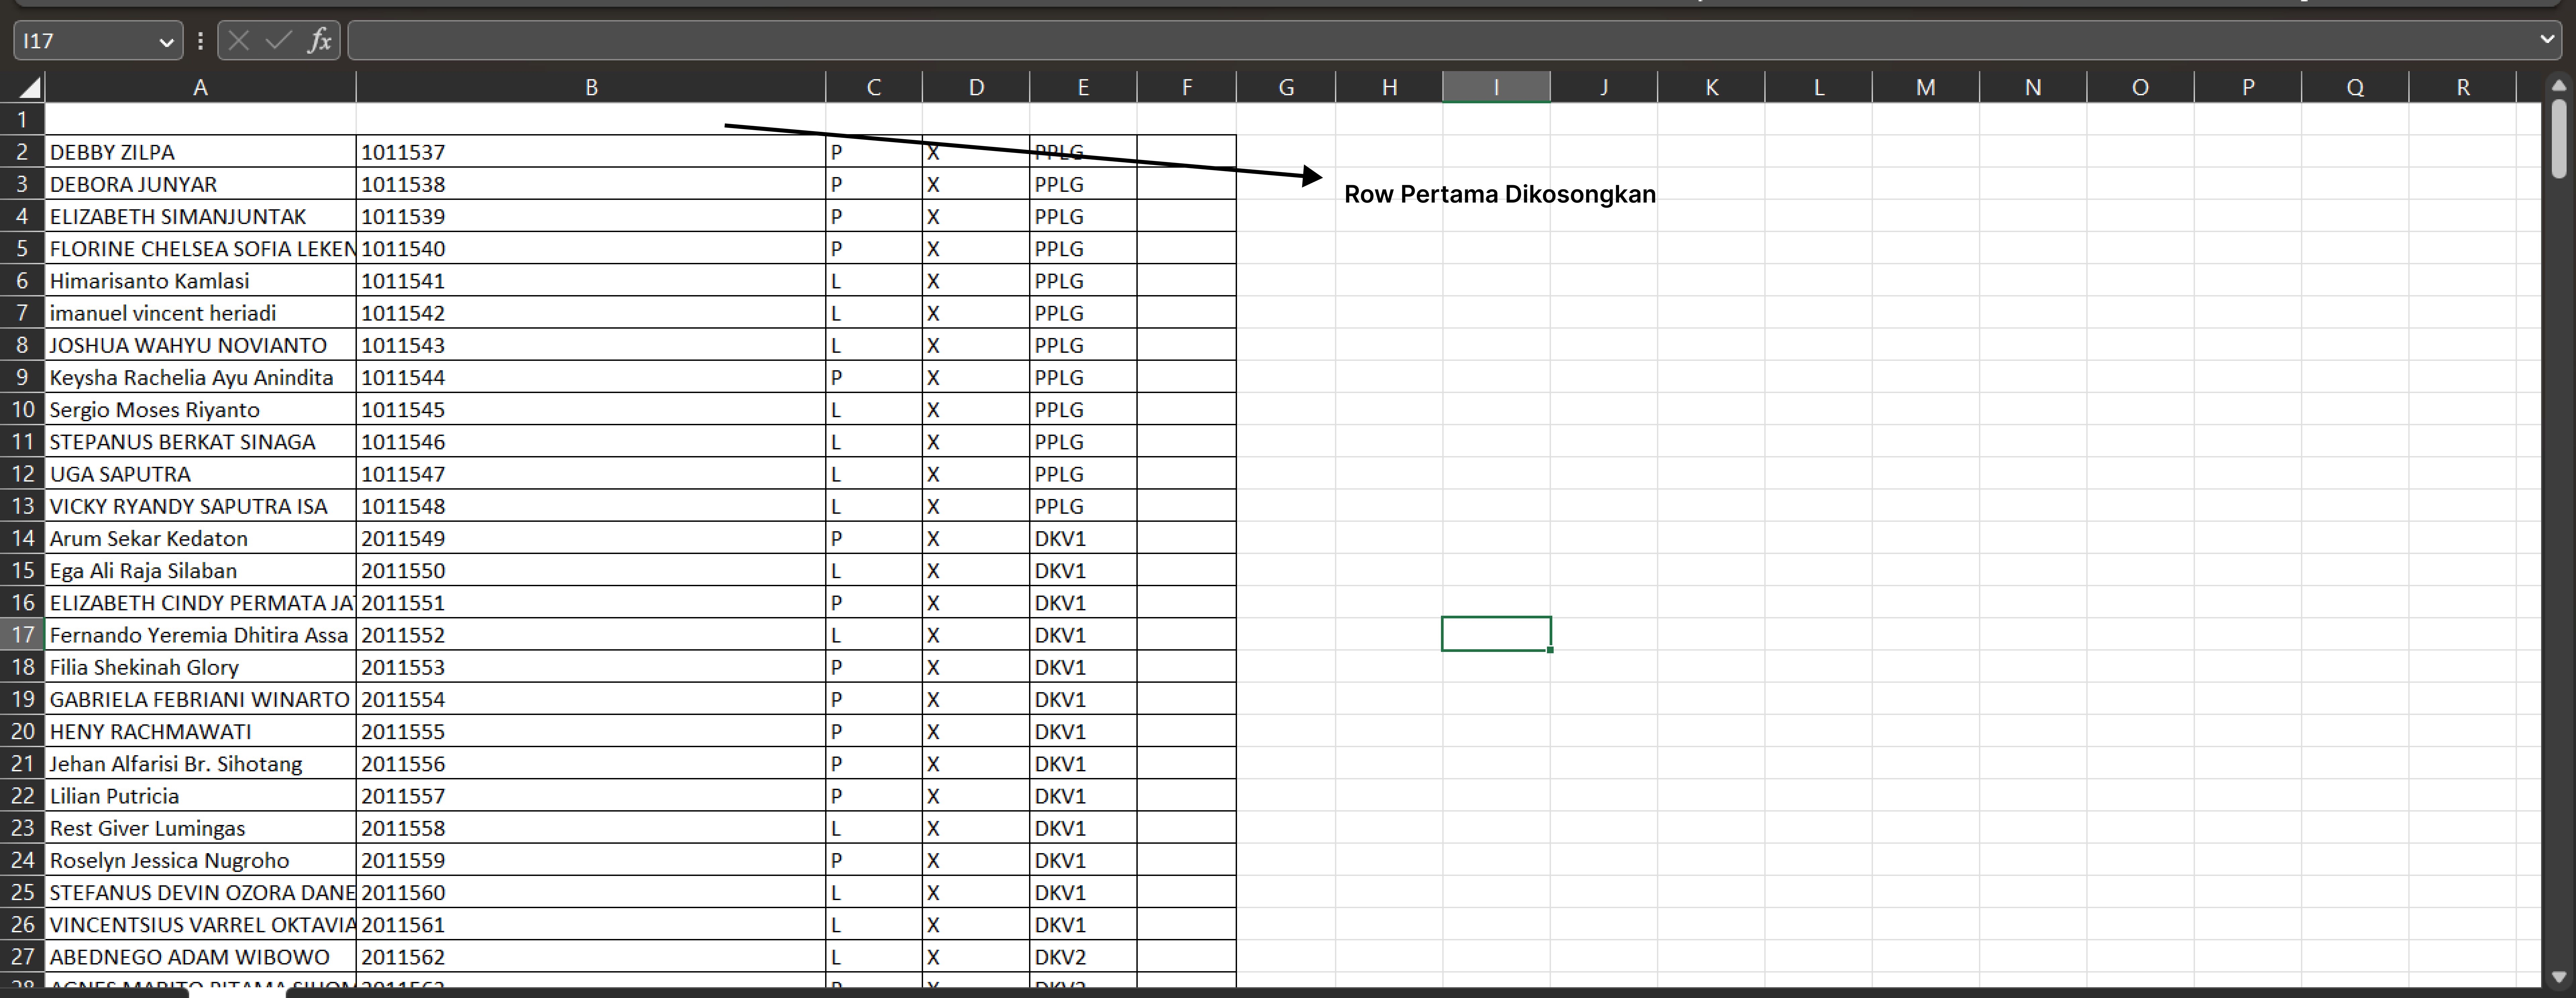 I17 fx
A B C D E F G H I J K L M N O P Q R
1
2 DEBBY ZILPA 1011537 P X PPLG
3 DEBORA JUNYAR 1011538 P X PPLG
Row Pertama Dikosongkan
4 ELIZABETH SIMANJUNTAK 1011539 P X PPLG
5 FLORINE CHELSEA SOFIA LEKEN 1011540 P X PPLG
6 Himarisanto Kamlasi 1011541 L X PPLG
7 imanuel vincent heriadi 1011542 L X PPLG
8 JOSHUA WAHYU NOVIANTO 1011543 L X PPLG
9 Keysha Rachelia Ayu Anindita 1011544 P X PPLG
10 Sergio Moses Riyanto 1011545 L X PPLG
11 STEPANUS BERKAT SINAGA 1011546 L X PPLG
12 UGA SAPUTRA 1011547 L X PPLG
13 VICKY RYANDY SAPUTRA ISA 1011548 L X PPLG
14 Arum Sekar Kedaton 2011549 P X DKV1
15 Ega Ali Raja Silaban 2011550 L X DKV1
16 ELIZABETH CINDY PERMATA JA 2011551 P X DKV1
17 Fernando Yeremia Dhitira Assa 2011552 L X DKV1
18 Filia Shekinah Glory 2011553 P X DKV1
19 GABRIELA FEBRIANI WINARTO 2011554 P X DKV1
20 HENY RACHMAWATI 2011555 P X DKV1
21 Jehan Alfarisi Br. Sihotang 2011556 P X DKV1
22 Lilian Putricia 2011557 P X DKV1
23 Rest Giver Lumingas 2011558 L X DKV1
24 Roselyn Jessica Nugroho 2011559 P X DKV1
25 STEFANUS DEVIN OZORA DANE 2011560 L X DKV1
26 VINCENTSIUS VARREL OKTAVIA 2011561 L X DKV1
27 ABEDNEGO ADAM WIBOWO 2011562 L X DKV2